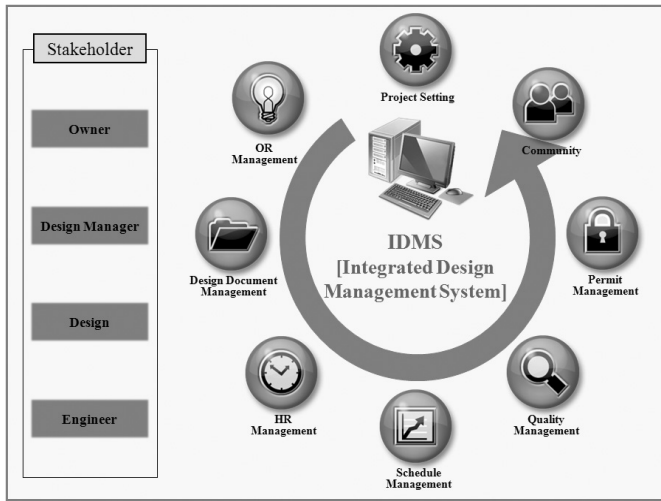 Stakeholder
Owner
Design Manager
Design
Engineer
Project Setting
OR
Management
Community
Design Document
Management
Permit
Management
IDMS
[Integrated Design
Management System]
HR
Management
Quality
Management
Schedule
Management